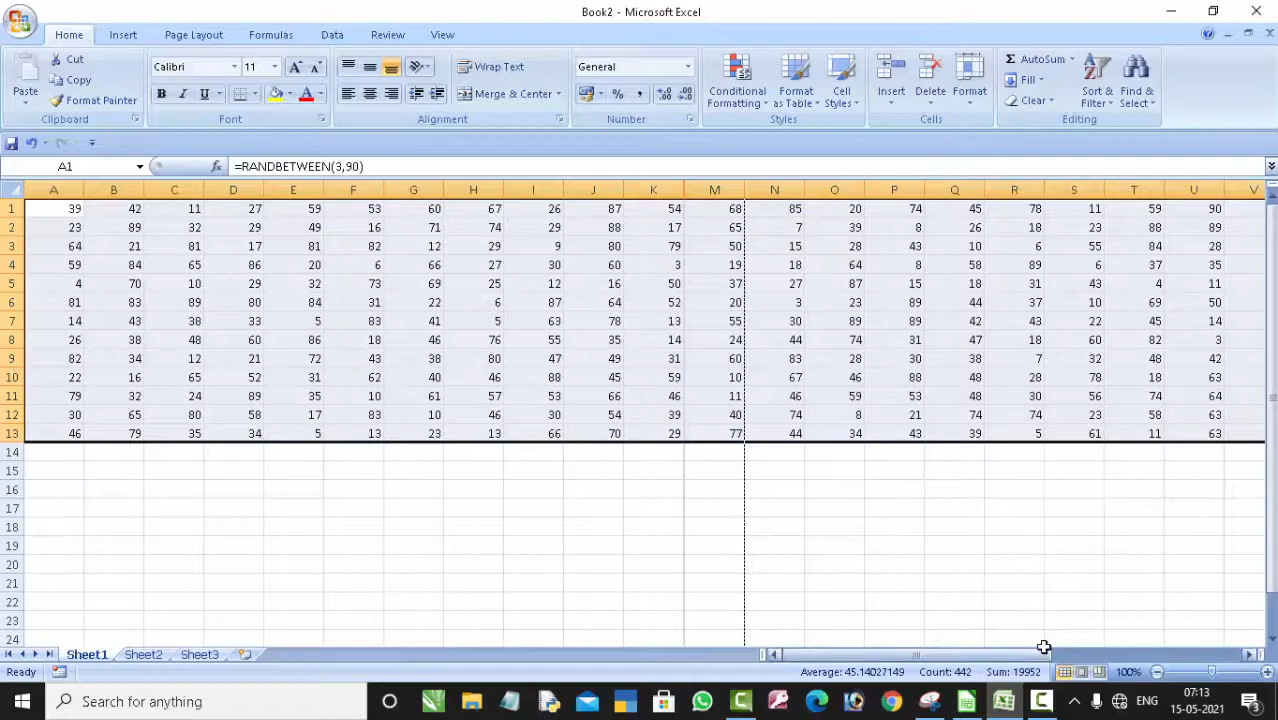 Book2 - Microsoft Excel
Home Insert Page Layout Formulas Data Review View
Paste Cut Copy Format Painter Clipboard
Calibri 11 Font
Wrap Text Merge & Center Alignment
General Number
Conditional Formatting Format as Table Cell Styles Styles
Insert Delete Format Cells
AutoSum Fill Clear Sort & Filter Find & Select Editing
A1 =RANDBETWEEN(3,90)
A B C D E F G H I J K M N O P Q R S T U V
1 39 42 11 27 59 53 60 67 26 87 54 68 85 20 74 45 78 11 59 90
2 23 89 32 29 49 16 71 74 29 88 17 65 7 39 8 26 18 23 88 89
3 64 21 81 17 81 82 12 29 9 80 79 50 15 28 43 10 6 55 84 28
4 59 84 65 86 20 6 66 27 30 60 3 19 18 64 8 58 89 6 37 35
5 4 70 10 29 32 73 69 25 12 16 50 37 27 87 15 18 31 43 4 11
6 81 83 89 80 84 31 22 6 87 64 52 20 3 23 89 44 37 10 69 50
7 14 43 38 33 5 83 41 5 63 78 13 55 30 89 89 42 43 22 45 14
8 26 38 48 60 86 18 46 76 55 35 14 24 44 74 31 47 18 60 82 3
9 82 34 12 21 72 43 38 80 47 49 31 60 83 28 30 38 7 32 48 42
10 22 16 65 52 31 62 40 46 88 45 59 10 67 46 88 48 28 78 18 63
11 79 32 24 89 35 10 61 57 53 66 46 11 46 59 53 48 30 56 74 64
12 30 65 80 58 17 83 10 46 30 54 39 40 74 8 21 74 74 23 58 63
13 46 79 35 34 5 13 23 13 66 70 29 77 44 34 43 39 5 61 11 63
14
15
16
17
18
19
20
21
22
23
24
Sheet1 Sheet2 Sheet3
Ready Average: 45.14027149 Count: 442 Sum: 19952 100%
Search for anything ENG 07:13
15-05-2021 3